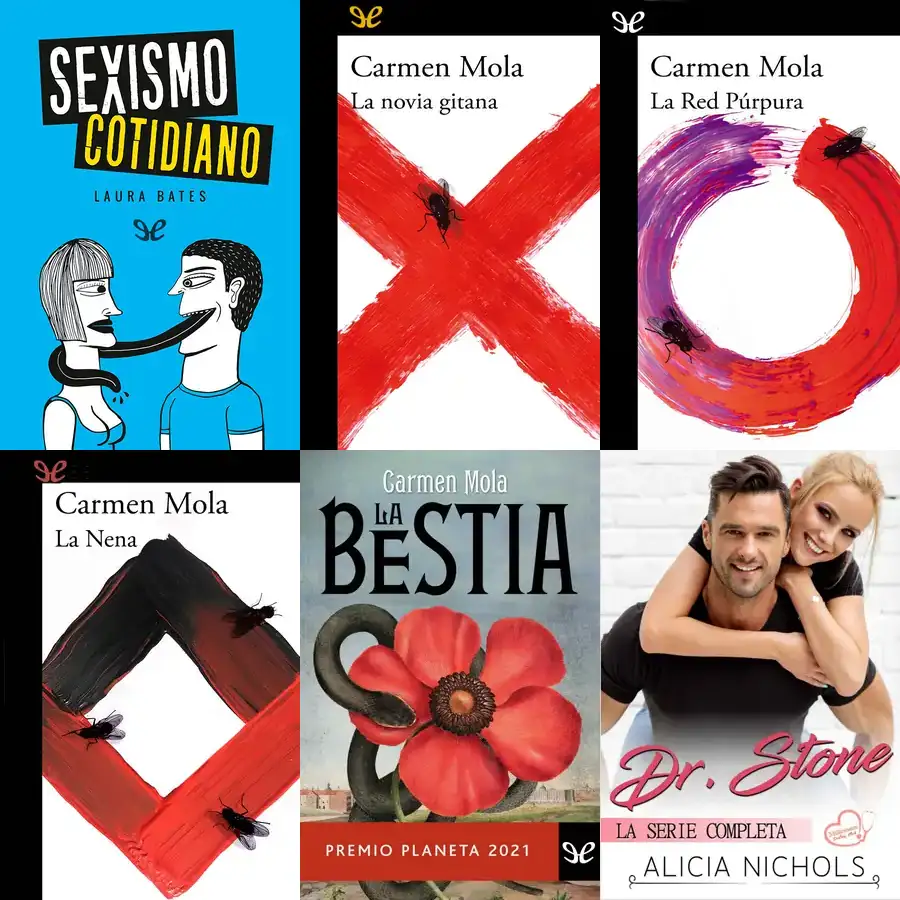 SEXISMO
COTIDIANO
LAURA BATES
Carmen Mola
La novia gitana
Carmen Mola
La Red Púrpura
Carmen Mola
La Nena
Carmen Mola
LA
BESTIA
PREMIO PLANETA 2021
Dr. Stone
LA SERIE COMPLETA
ALICIA NICHOLS